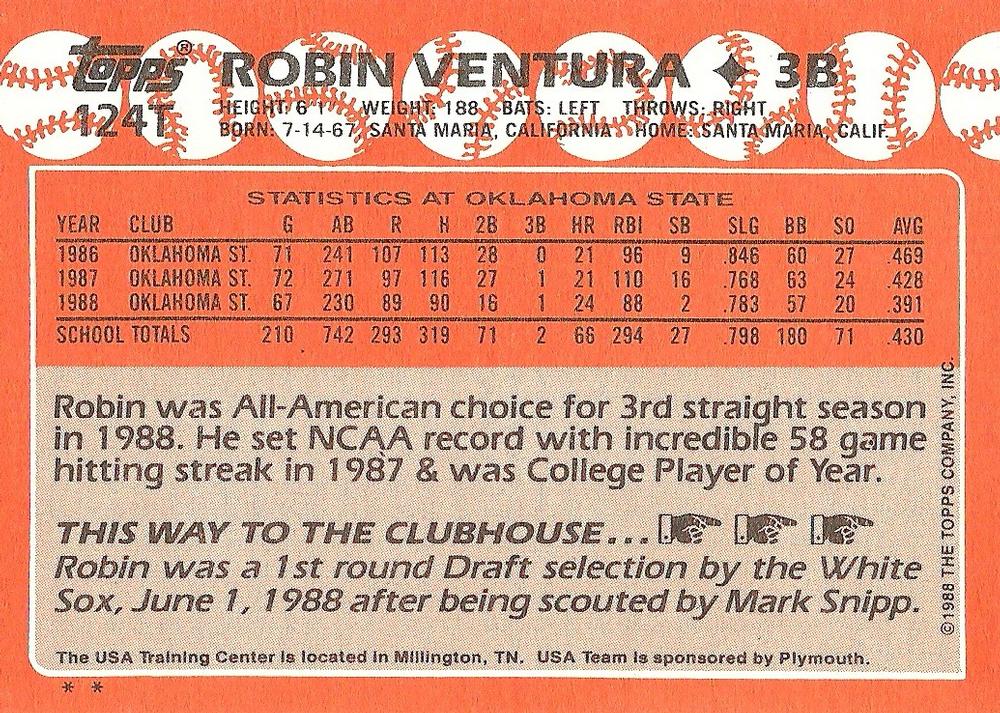 topps® ROBIN VENTURA ✦ 3B
124T HEIGHT: 6'1" WEIGHT: 188 BATS: LEFT THROWS: RIGHT
BORN: 7-14-67, SANTA MARIA, CALIFORNIA HOME: SANTA MARIA, CALIF.
STATISTICS AT OKLAHOMA STATE
YEAR CLUB G AB R H 2B 3B HR RBI SB SLG BB SO AVG
1986 OKLAHOMA ST. 71 241 107 113 28 0 21 96 9 .846 60 27 .469
1987 OKLAHOMA ST. 72 271 97 116 27 1 21 110 16 .768 63 24 .428
1988 OKLAHOMA ST. 67 230 89 90 16 1 24 88 2 .783 57 20 .391
SCHOOL TOTALS 210 742 293 319 71 2 66 294 27 .798 180 71 .430
Robin was All-American choice for 3rd straight season
in 1988. He set NCAA record with incredible 58 game
hitting streak in 1987 & was College Player of Year.
THIS WAY TO THE CLUBHOUSE...
Robin was a 1st round Draft selection by the White
Sox, June 1, 1988 after being scouted by Mark Snipp.
The USA Training Center is located in Millington, TN. USA Team is sponsored by Plymouth.
* *
©1988 THE TOPPS COMPANY, INC.